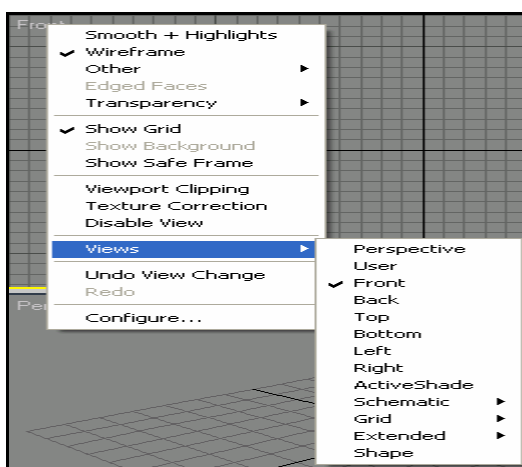 Front
Smooth + Highlights
Wireframe
Other
Edged Faces
Transparency
Show Grid
Show Background
Show Safe Frame
Viewport Clipping
Texture Correction
Disable View
Views
Undo View Change
Redo
Configure...
Per
Perspective
User
Front
Back
Top
Bottom
Left
Right
ActiveShade
Schematic
Grid
Extended
Shape